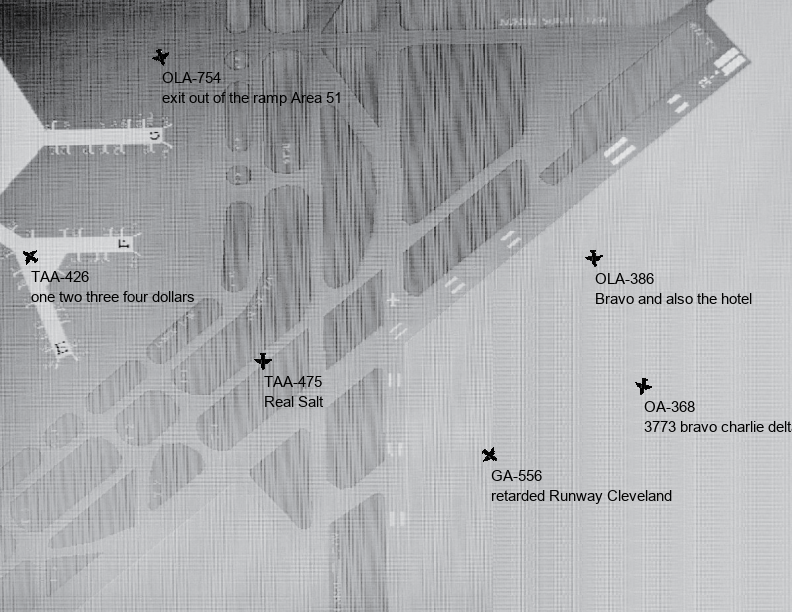 OLA-754
exit out of the ramp Area 51
TAA-426
one two three four dollars
OLA-386
Bravo and also the hotel
TAA-475
Real Salt
OA-368
3773 bravo charlie delt
GA-556
retarded Runway Cleveland